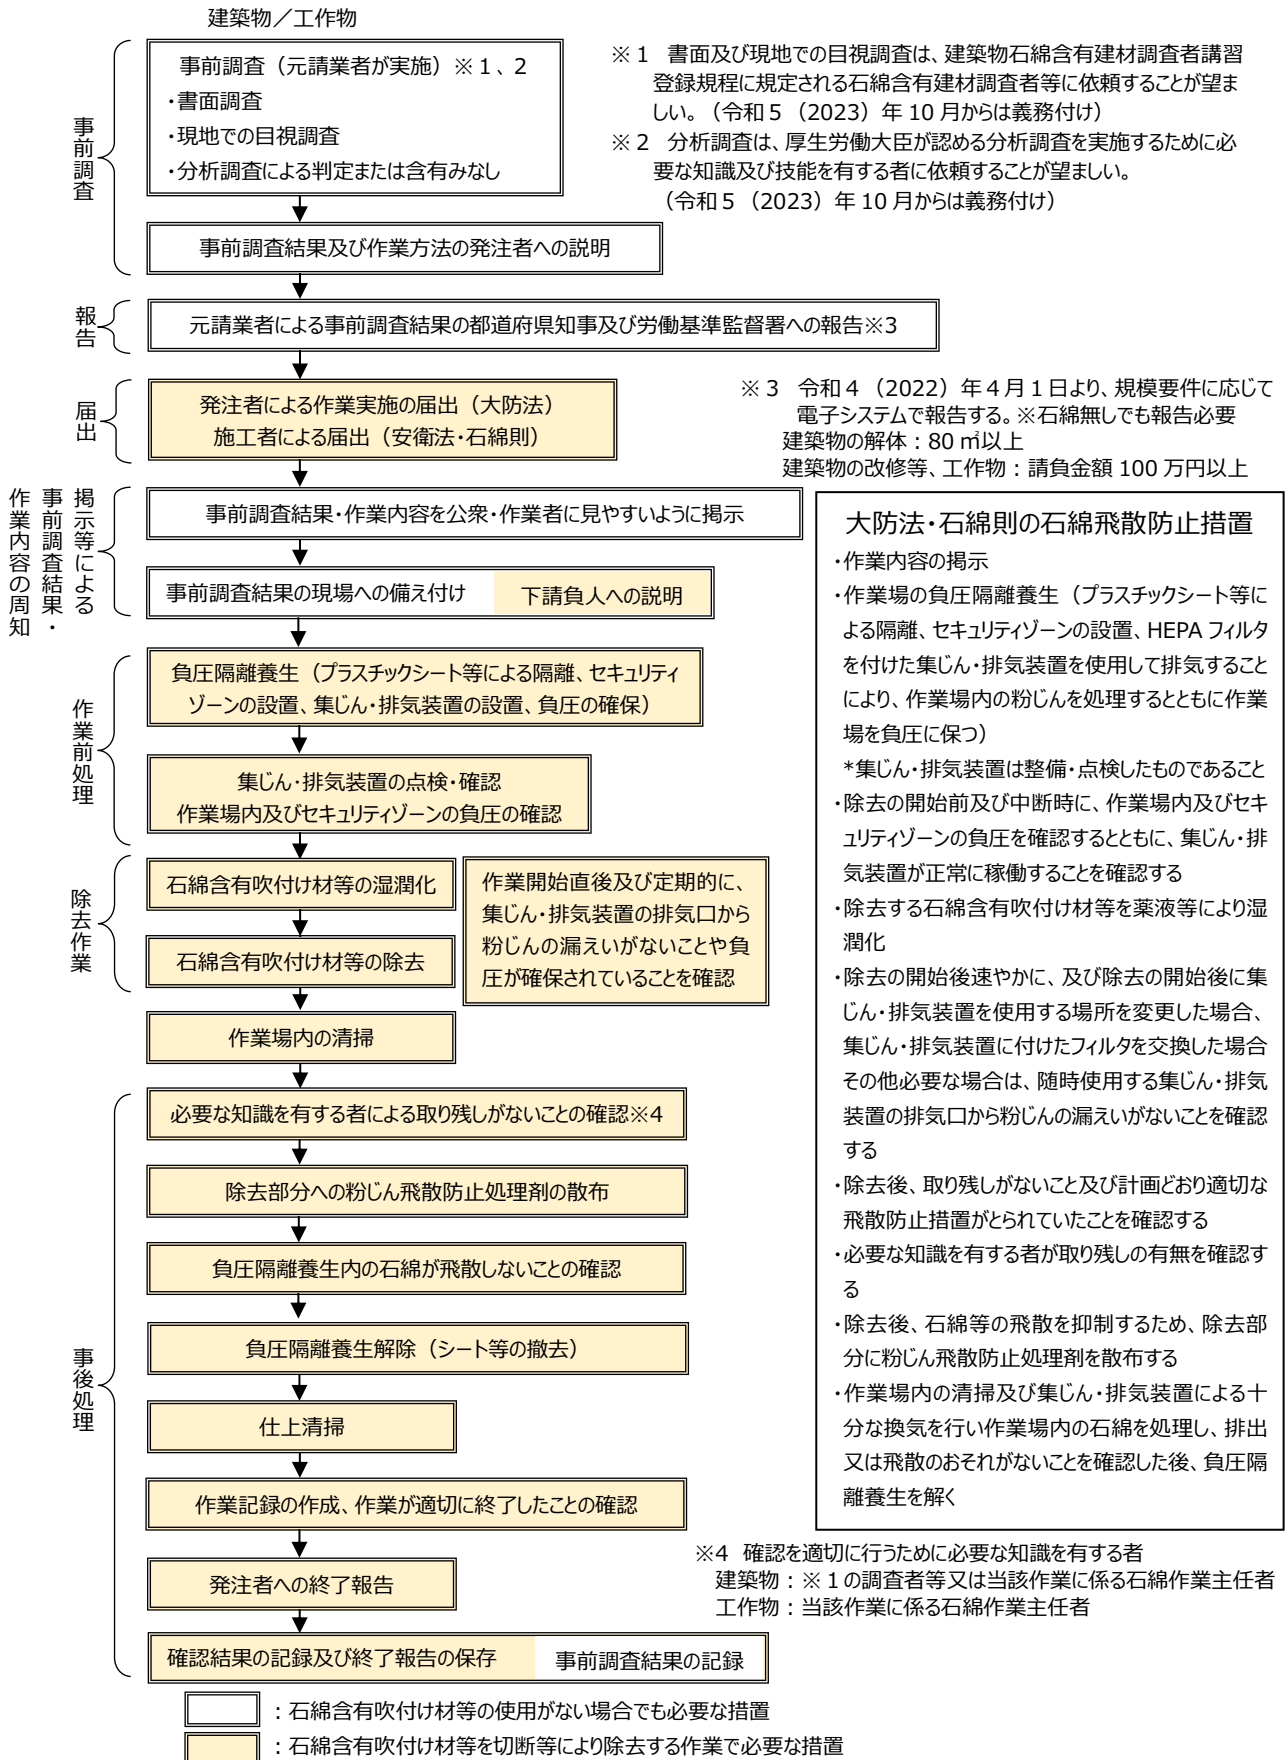 建築物／工作物
事前調査
事前調査（元請業者が実施）※１、２
・書面調査
・現地での目視調査
・分析調査による判定または含有みなし
※１　書面及び現地での目視調査は、建築物石綿含有建材調査者講習
登録規程に規定される石綿含有建材調査者等に依頼することが望ま
しい。（令和５（2023）年 10 月からは義務付け）
※２　分析調査は、厚生労働大臣が認める分析調査を実施するために必
要な知識及び技能を有する者に依頼することが望ましい。
（令和５（2023）年 10 月からは義務付け）
事前調査結果及び作業方法の発注者への説明
報告
元請業者による事前調査結果の都道府県知事及び労働基準監督署への報告※3
届出
発注者による作業実施の届出（大防法）
施工者による届出（安衛法・石綿則）
※３　令和４（2022）年４月１日より、規模要件に応じて
電子システムで報告する。※石綿無しでも報告必要
建築物の解体：80 ㎡以上
建築物の改修等、工作物：請負金額 100 万円以上
掲示等による
事前調査結果・
作業内容の周知
事前調査結果・作業内容を公衆・作業者に見やすいように掲示
事前調査結果の現場への備え付け　下請負人への説明
作業前処理
負圧隔離養生（プラスチックシート等による隔離、セキュリティ
ゾーンの設置、集じん・排気装置の設置、負圧の確保）
集じん・排気装置の点検・確認
作業場内及びセキュリティゾーンの負圧の確認
除去作業
石綿含有吹付け材等の湿潤化
石綿含有吹付け材等の除去
作業開始直後及び定期的に、
集じん・排気装置の排気口から
粉じんの漏えいがないことや負
圧が確保されていることを確認
作業場内の清掃
事後処理
必要な知識を有する者による取り残しがないことの確認※4
除去部分への粉じん飛散防止処理剤の散布
負圧隔離養生内の石綿が飛散しないことの確認
負圧隔離養生解除（シート等の撤去）
仕上清掃
作業記録の作成、作業が適切に終了したことの確認
発注者への終了報告
確認結果の記録及び終了報告の保存　事前調査結果の記録
大防法・石綿則の石綿飛散防止措置
・作業内容の掲示
・作業場の負圧隔離養生（プラスチックシート等に
よる隔離、セキュリティゾーンの設置、HEPA フィルタ
を付けた集じん・排気装置を使用して排気すること
により、作業場内の粉じんを処理するとともに作業
場を負圧に保つ）
*集じん・排気装置は整備・点検したものであること
・除去の開始前及び中断時に、作業場内及びセキ
ュリティゾーンの負圧を確認するとともに、集じん・排
気装置が正常に稼働することを確認する
・除去する石綿含有吹付け材等を薬液等により湿
潤化
・除去の開始後速やかに、及び除去の開始後に集
じん・排気装置を使用する場所を変更した場合、
集じん・排気装置に付けたフィルタを交換した場合
その他必要な場合は、随時使用する集じん・排気
装置の排気口から粉じんの漏えいがないことを確認
する
・除去後、取り残しがないこと及び計画どおり適切な
飛散防止措置がとられていたことを確認する
・必要な知識を有する者が取り残しの有無を確認す
る
・除去後、石綿等の飛散を抑制するため、除去部
分に粉じん飛散防止処理剤を散布する
・作業場内の清掃及び集じん・排気装置による十
分な換気を行い作業場内の石綿を処理し、排出
又は飛散のおそれがないことを確認した後、負圧隔
離養生を解く
※4　確認を適切に行うために必要な知識を有する者
建築物：※１の調査者等又は当該作業に係る石綿作業主任者
工作物：当該作業に係る石綿作業主任者
：石綿含有吹付け材等の使用がない場合でも必要な措置
：石綿含有吹付け材等を切断等により除去する作業で必要な措置